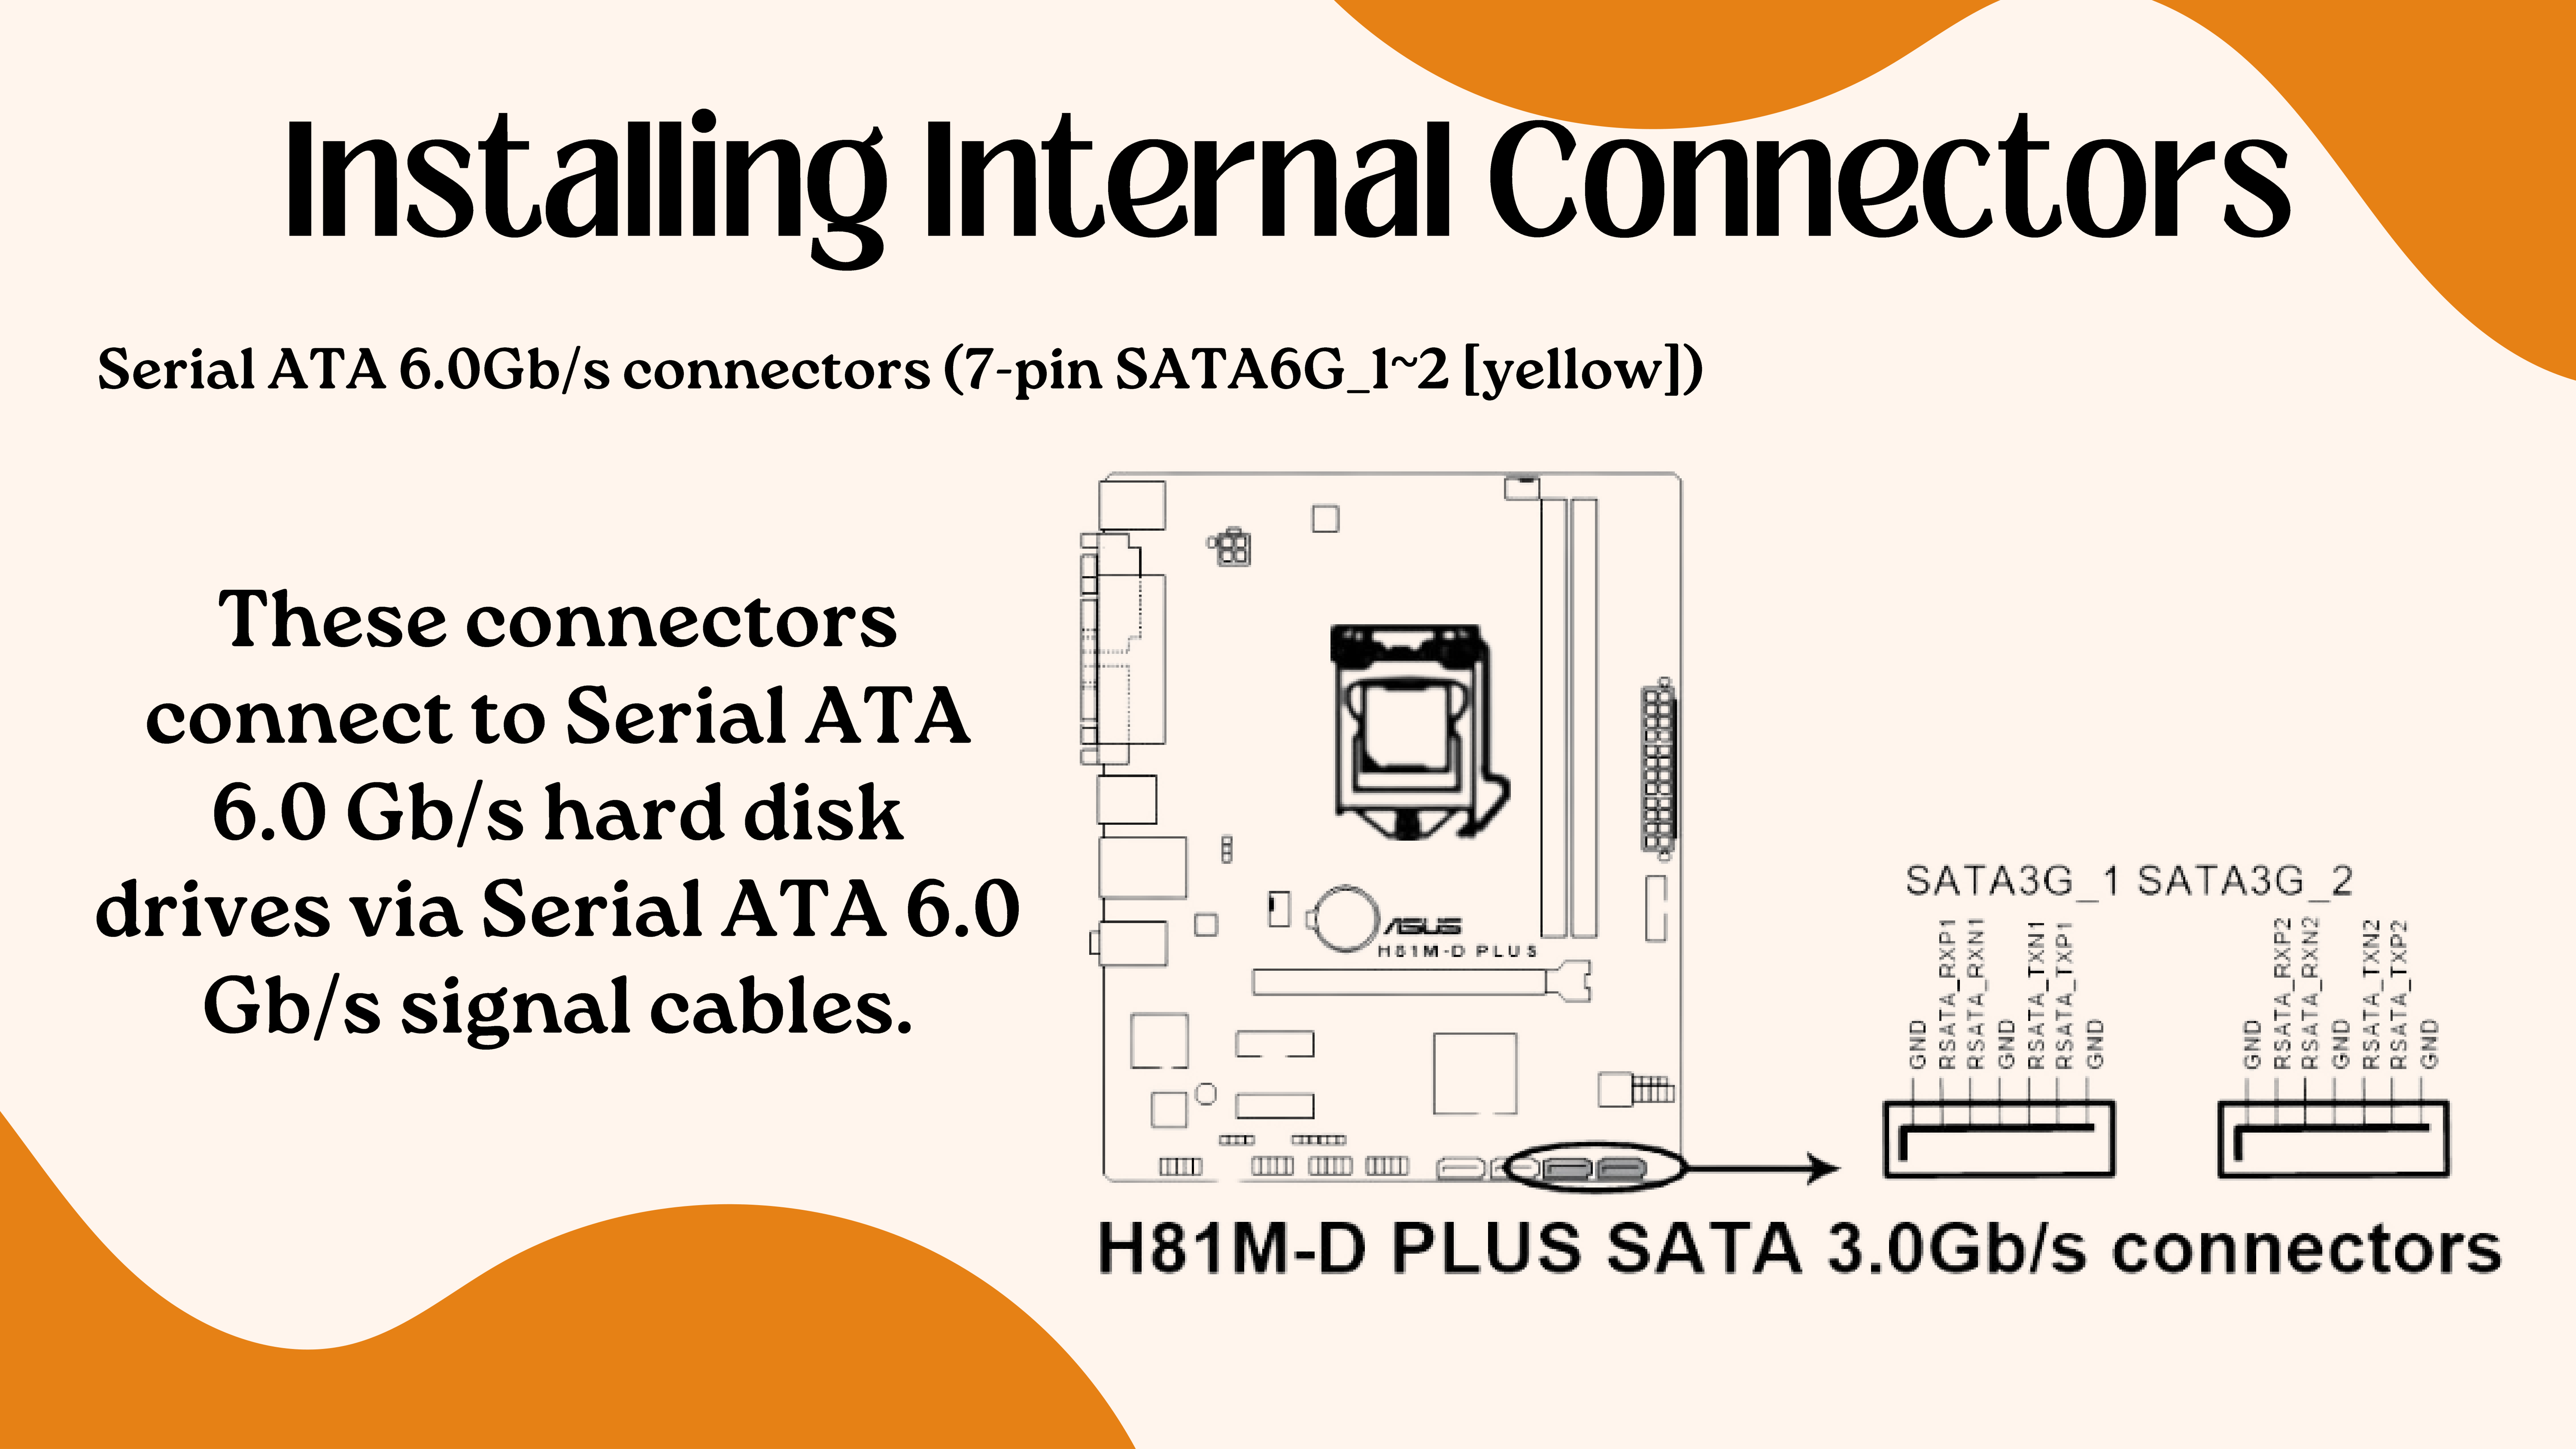 Installing Internal Connectors
Serial ATA 6.0Gb/s connectors (7-pin SATA6G_1~2 [yellow])
These connectors
connect to Serial ATA
6.0 Gb/s hard disk
drives via Serial ATA 6.0
Gb/s signal cables.
ASUS
H81M-D PLUS
SATA3G_1 SATA3G_2
GND
RSATA_RXP1
RSATA_RXN1
GND
RSATA_TXN1
RSATA_TXP1
GND
GND
RSATA_RXP2
RSATA_RXN2
GND
RSATA_TXN2
RSATA_TXP2
GND
H81M-D PLUS SATA 3.0Gb/s connectors